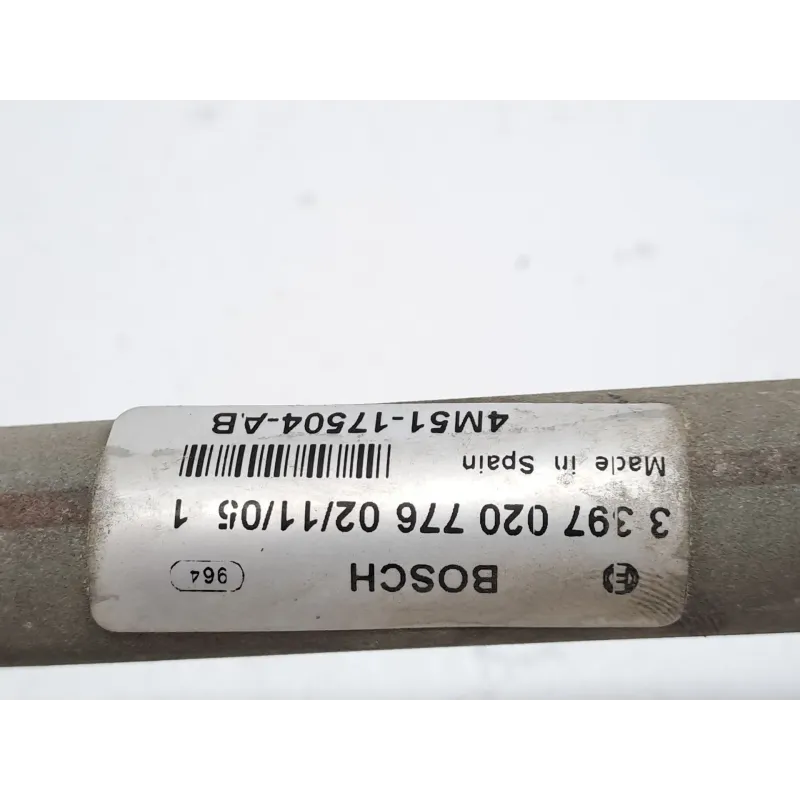 BOSCH 964
3 397 020 776 02/11/05 1
Made in Spain
4M51-17504-AB